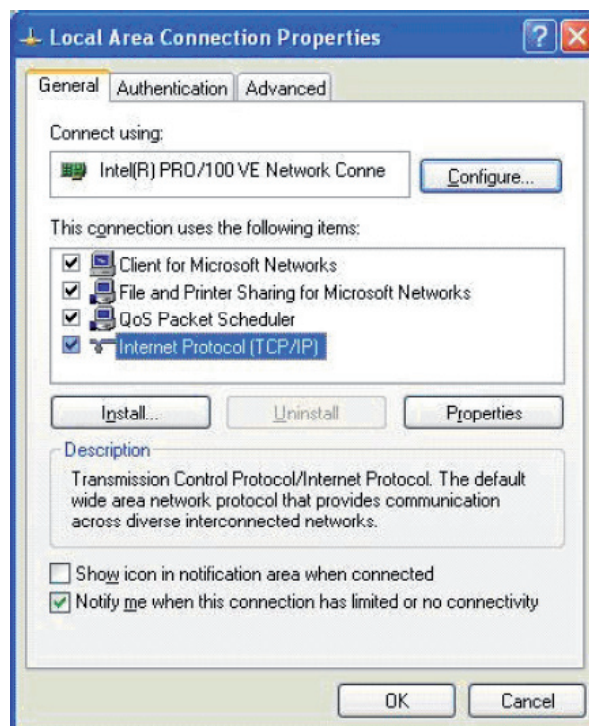 Local Area Connection Properties
General Authentication Advanced
Connect using:
Intel(R) PRO/100 VE Network Conne
Configure...
This connection uses the following items:
Client for Microsoft Networks
File and Printer Sharing for Microsoft Networks
QoS Packet Scheduler
Internet Protocol (TCP/IP)
Install... Uninstall Properties
Description
Transmission Control Protocol/Internet Protocol. The default
wide area network protocol that provides communication
across diverse interconnected networks.
Show icon in notification area when connected
Notify me when this connection has limited or no connectivity
OK Cancel